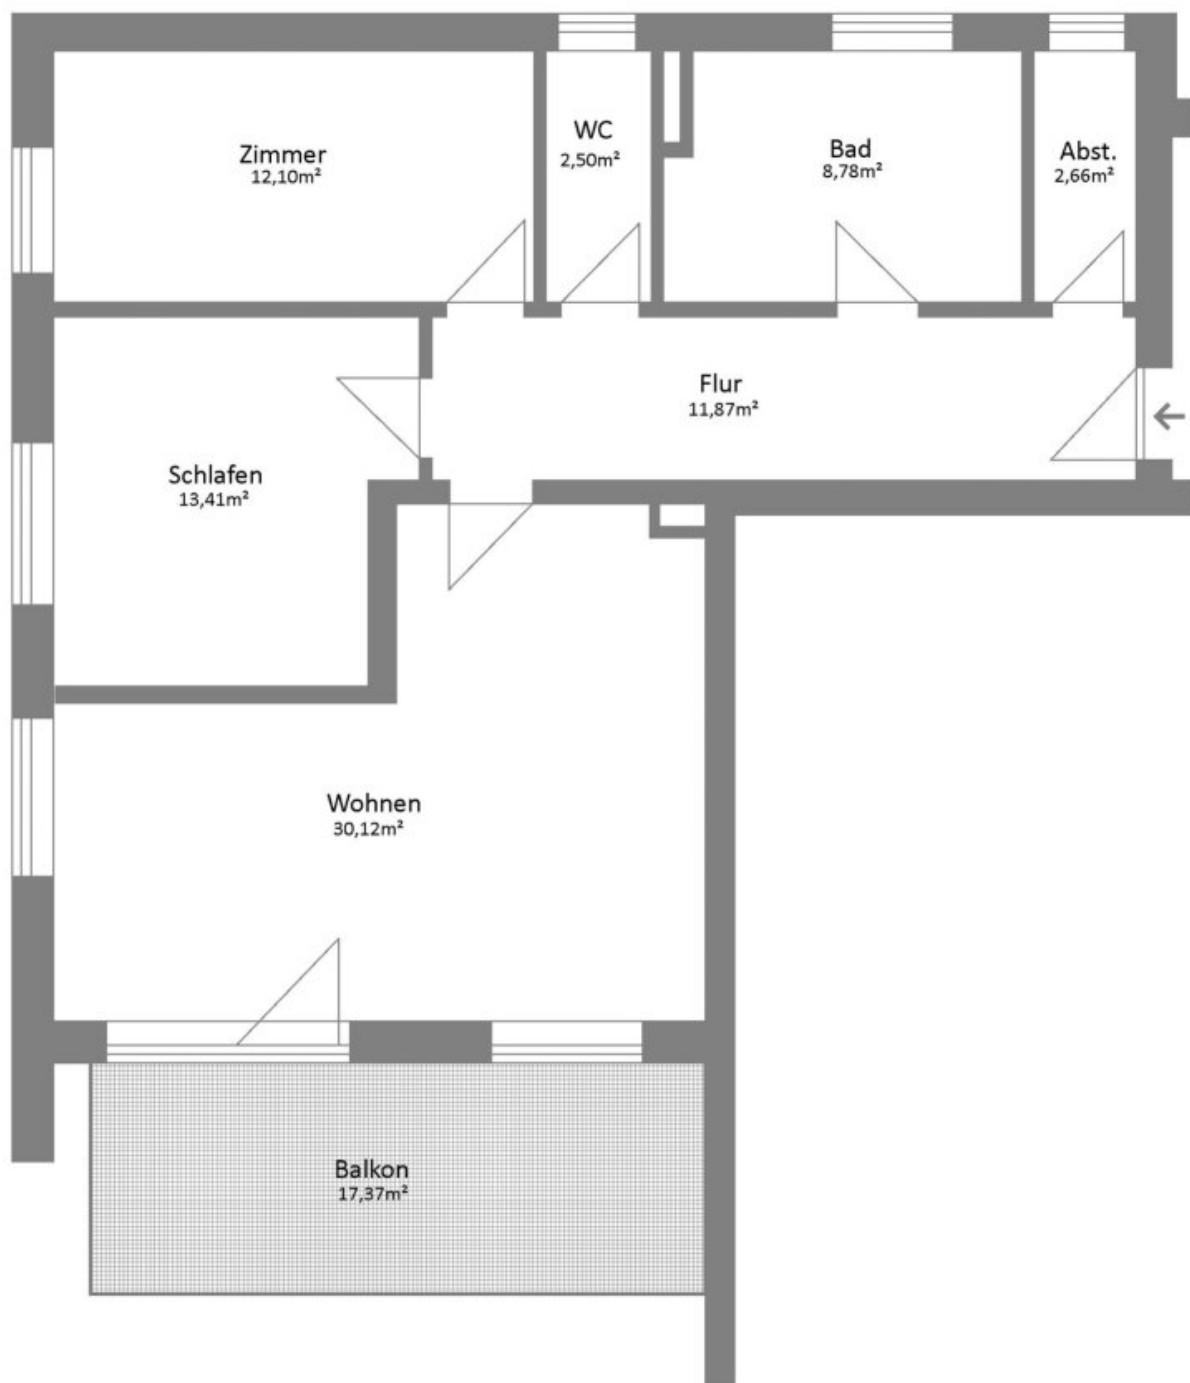 Zimmer
12,10m²
WC
2,50m²
Bad
8,78m²
Abst.
2,66m²
Flur
11,87m²
Schlafen
13,41m²
Wohnen
30,12m²
Balkon
17,37m²